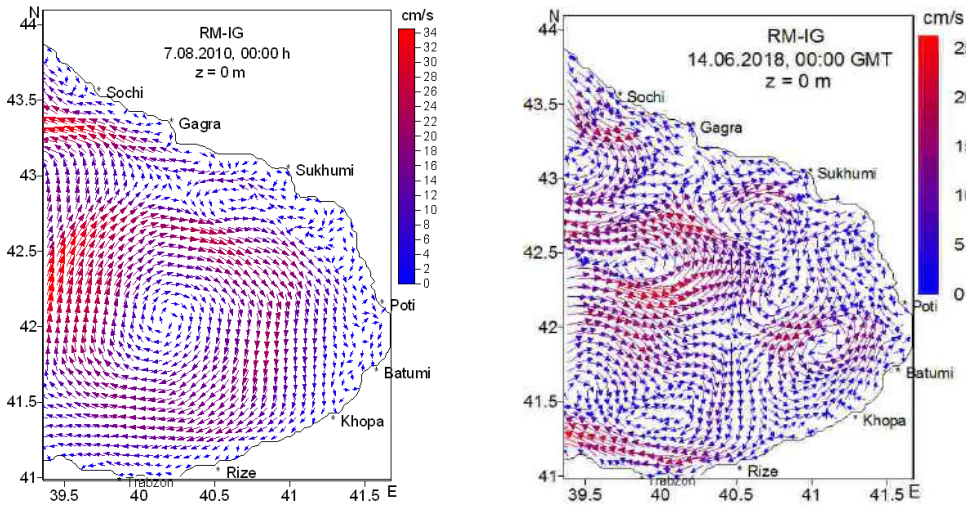 N
44
43.5
43
42.5
42
41.5
41
39.5 40 40.5 41 E
RM-IG
7.08.2010, 00:00 h
z = 0 m
Sochi
Gagra
Sukhumi
Poti
Batumi
Khopa
Rize
Trabzon
cm/s
34
32
30
28
26
24
22
20
18
16
14
12
10
8
6
4
2
0
N
44
43.5
43
42.5
42
41.5
41
39.5 40 40.5 41 41.5 E
RM-IG
14.06.2018, 00:00 GMT
z = 0 m
Sochi
Gagra
Sukhumi
Poti
Batumi
Khopa
Rize
Trabzon
cm/s
20
15
10
5
0